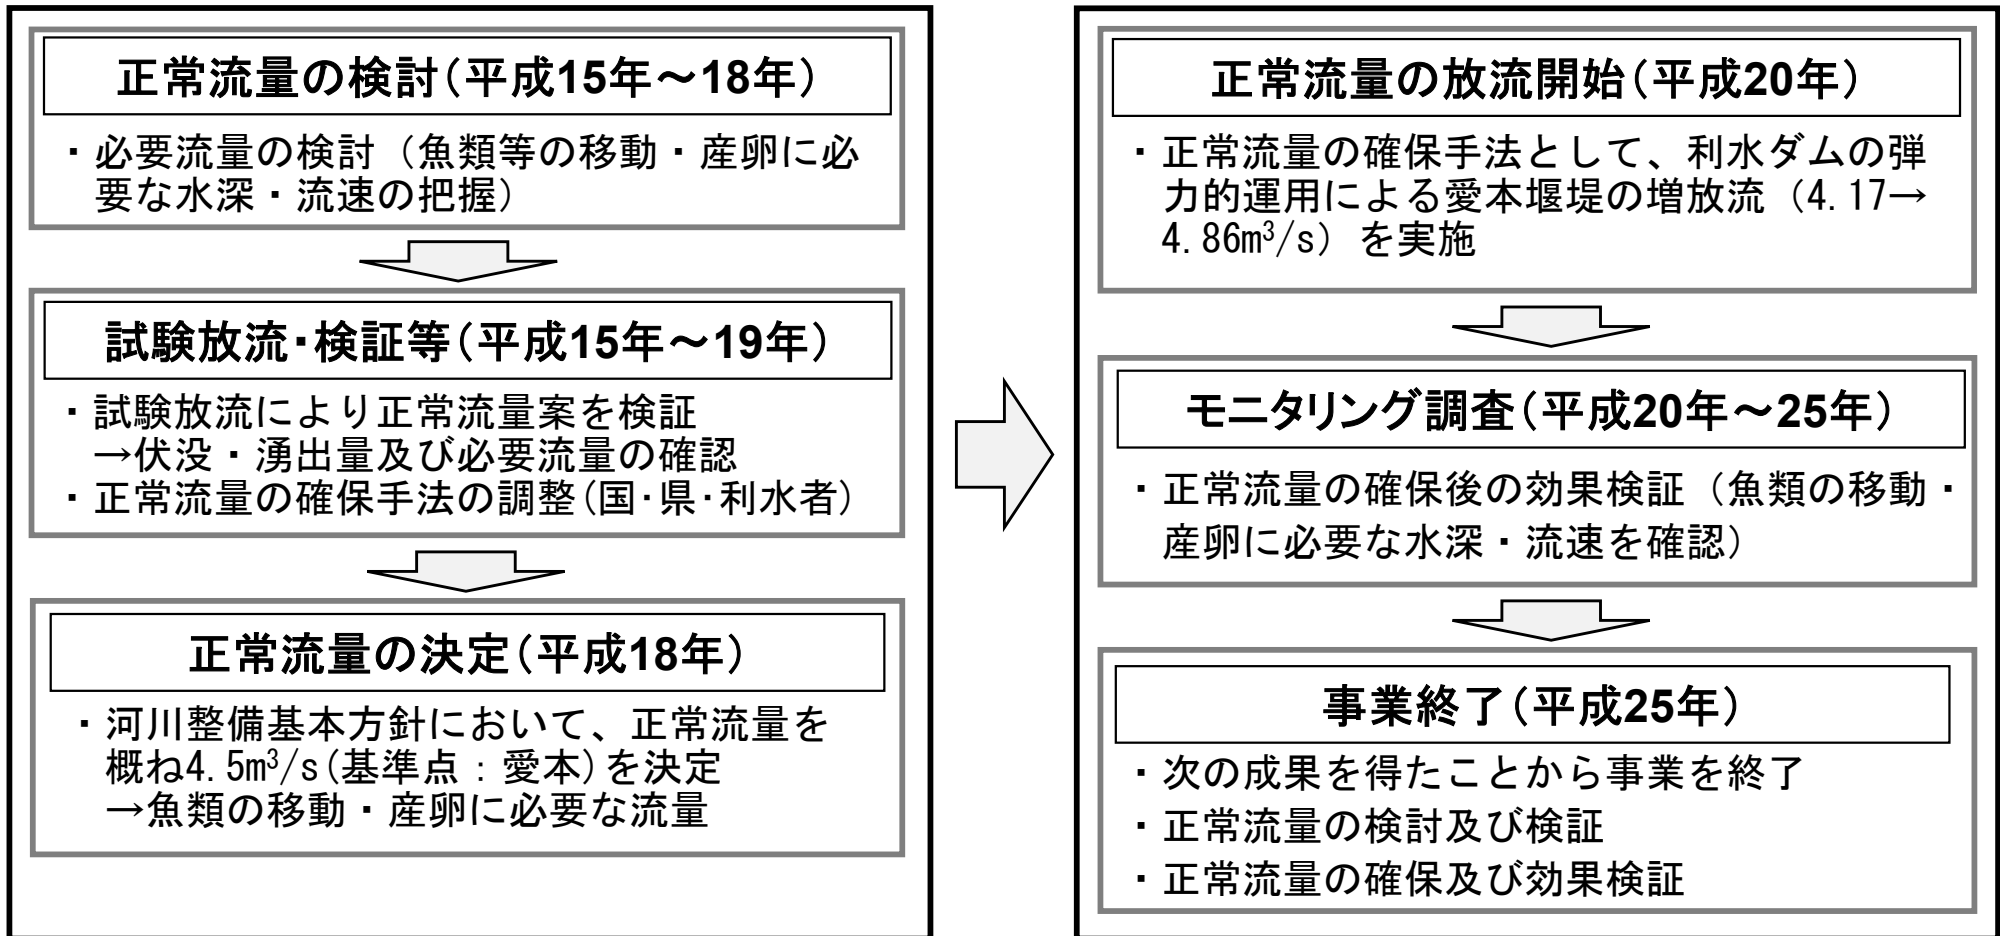 正常流量の検討（平成15年～18年）
・必要流量の検討（魚類等の移動・産卵に必
要な水深・流速の把握）
試験放流・検証等（平成15年～19年）
・試験放流により正常流量案を検証
→伏没・湧出量及び必要流量の確認
・正常流量の確保手法の調整(国・県・利水者)
正常流量の決定（平成18年）
・河川整備基本方針において、正常流量を
概ね4.5m³/s(基準点：愛本)を決定
→魚類の移動・産卵に必要な流量
正常流量の放流開始（平成20年）
・正常流量の確保手法として、利水ダムの弾
力的運用による愛本堰堤の増放流（4.17→
4.86m³/s）を実施
モニタリング調査（平成20年～25年）
・正常流量の確保後の効果検証（魚類の移動・
産卵に必要な水深・流速を確認）
事業終了（平成25年）
・次の成果を得たことから事業を終了
・正常流量の検討及び検証
・正常流量の確保及び効果検証